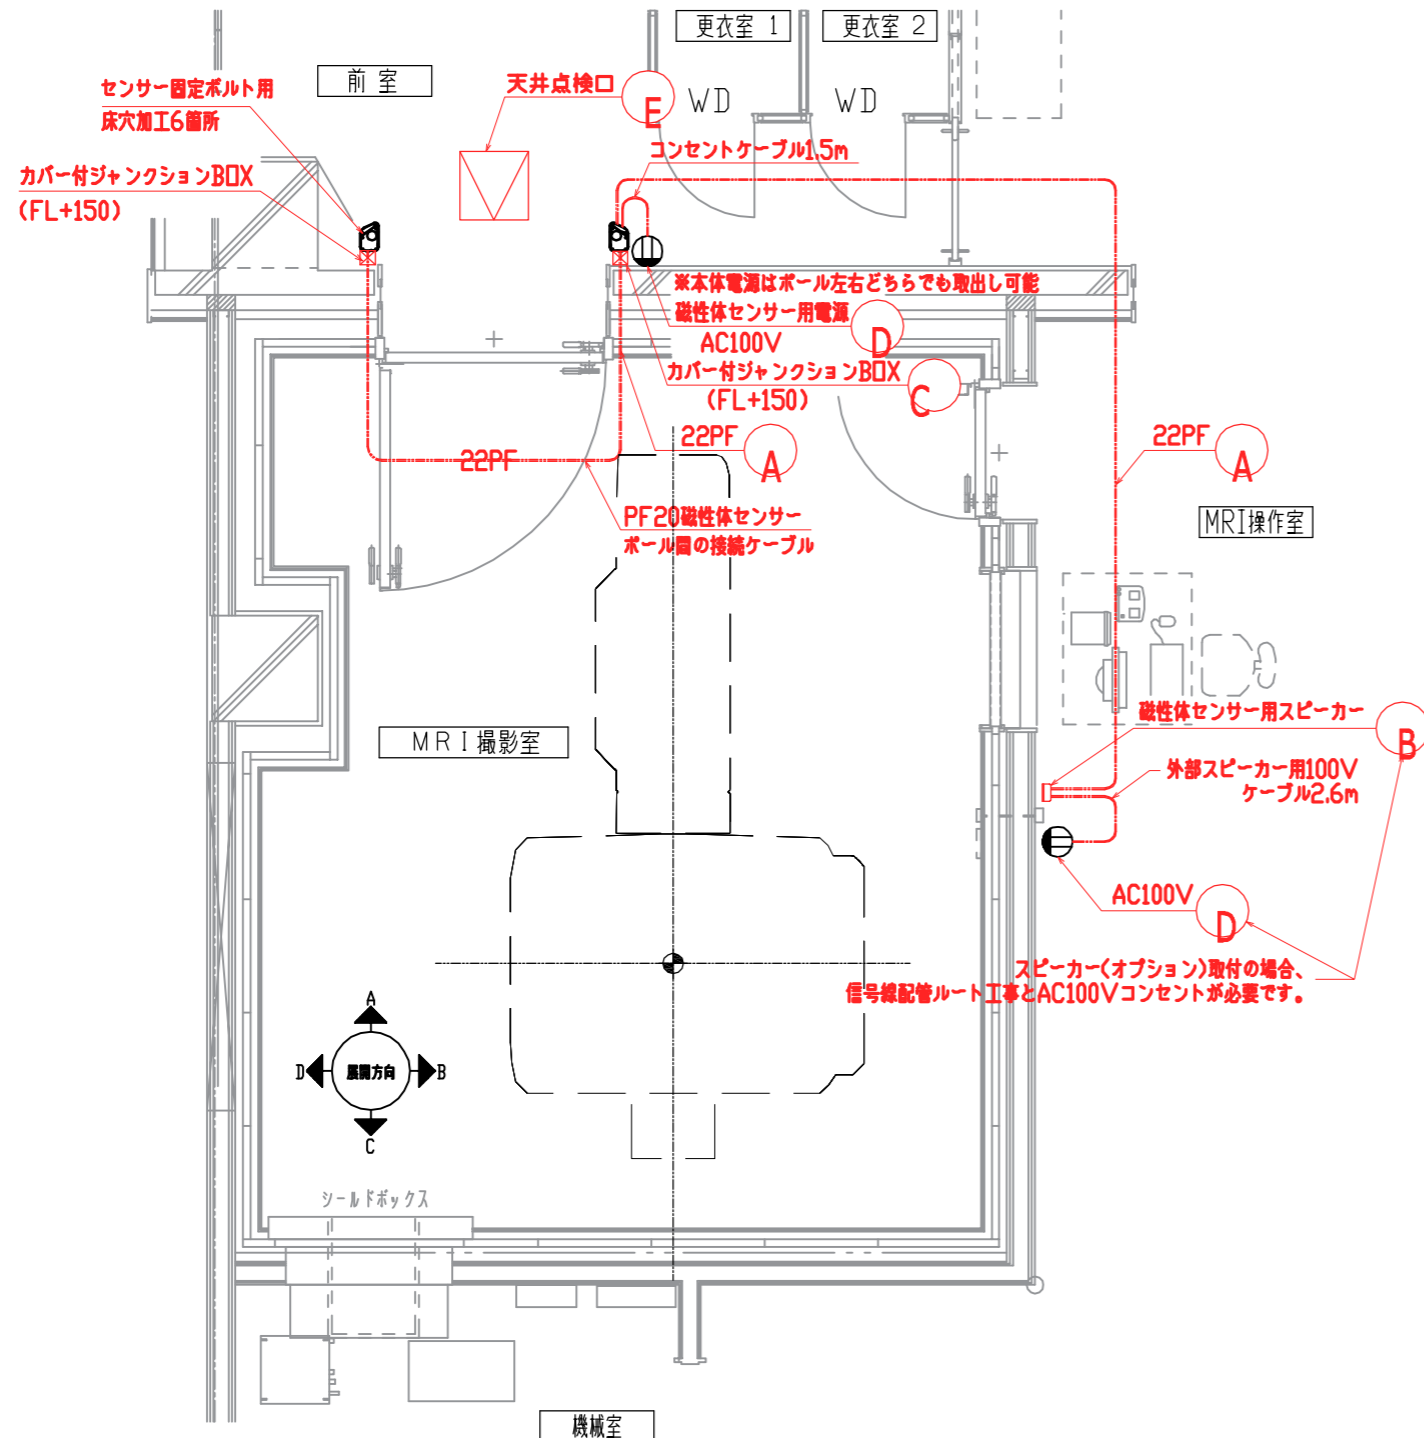 更衣室 1
更衣室 2
前 室
センサー固定ボルト用
床穴加工6箇所
天井点検口
E
WD
WD
コンセントケーブル1.5m
カバー付ジャンクションBOX
(FL+150)
※本体電源はポール左右どちらでも取出し可能
磁性体センサー用電源
AC100V
D
カバー付ジャンクションBOX
(FL+150)
C
22PF
A
22PF
22PF
A
PF20磁性体センサー
ポール間の接続ケーブル
MRI操作室
磁性体センサー用スピーカー
B
MRI撮影室
外部スピーカー用100V
ケーブル2.6m
AC100V
D
スピーカー(オプション)取付の場合、
信号線配管ルート工事とAC100Vコンセントが必要です。
A
D
展開方向
B
C
シールドボックス
機械室